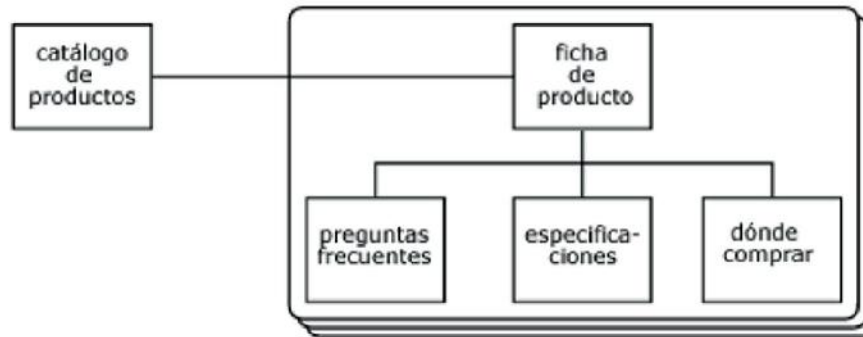 catálogo
de
productos
ficha
de
producto
preguntas
frecuentes
especifica-
ciones
dónde
comprar